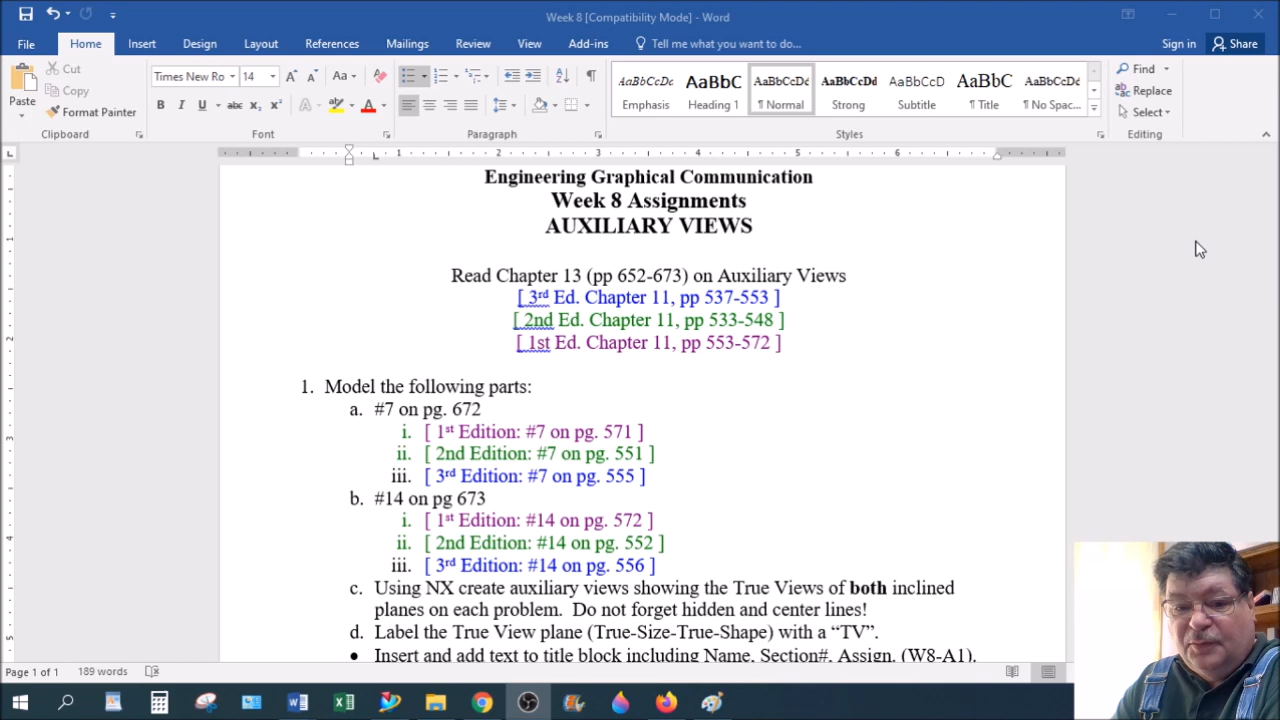 Week 8 [Compatibility Mode] - Word
File Home Insert Design Layout References Mailings Review View Add-ins Tell me what you want to do... Sign in Share
Cut
Copy
Format Painter
Paste
Clipboard
Times New Ro 14
Font
Paragraph
AaBbCcDc AaBbC AaBbCcDc AaBbCcDd AaBbCcD AaBbC AaBbCcDc
Emphasis Heading 1 ¶ Normal Strong Subtitle ¶ Title ¶ No Spac...
Styles
Find
Replace
Select
Editing
1 2 3 4 5 6
Engineering Graphical Communication
Week 8 Assignments
AUXILIARY VIEWS
Read Chapter 13 (pp 652-673) on Auxiliary Views
[ 3rd Ed. Chapter 11, pp 537-553 ]
[ 2nd Ed. Chapter 11, pp 533-548 ]
[ 1st Ed. Chapter 11, pp 553-572 ]
1. Model the following parts:
a. #7 on pg. 672
i. [ 1st Edition: #7 on pg. 571 ]
ii. [ 2nd Edition: #7 on pg. 551 ]
iii. [ 3rd Edition: #7 on pg. 555 ]
b. #14 on pg 673
i. [ 1st Edition: #14 on pg. 572 ]
ii. [ 2nd Edition: #14 on pg. 552 ]
iii. [ 3rd Edition: #14 on pg. 556 ]
c. Using NX create auxiliary views showing the True Views of both inclined
planes on each problem. Do not forget hidden and center lines!
d. Label the True View plane (True-Size-True-Shape) with a “TV”.
• Insert and add text to title block including Name, Section#, Assign. (W8-A1).
Page 1 of 1 189 words